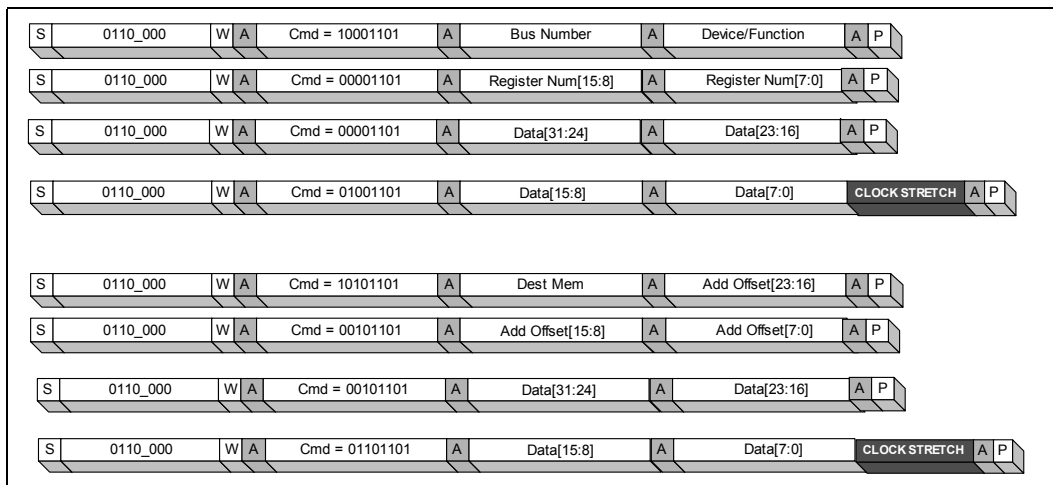 S 0110_000 W A Cmd = 10001101 A Bus Number A Device/Function A P
S 0110_000 W A Cmd = 00001101 A Register Num[15:8] A Register Num[7:0] A P
S 0110_000 W A Cmd = 00001101 A Data[31:24] A Data[23:16] A P
S 0110_000 W A Cmd = 01001101 A Data[15:8] A Data[7:0] CLOCK STRETCH A P
S 0110_000 W A Cmd = 10101101 A Dest Mem A Add Offset[23:16] A P
S 0110_000 W A Cmd = 00101101 A Add Offset[15:8] A Add Offset[7:0] A P
S 0110_000 W A Cmd = 00101101 A Data[31:24] A Data[23:16] A P
S 0110_000 W A Cmd = 01101101 A Data[15:8] A Data[7:0] CLOCK STRETCH A P